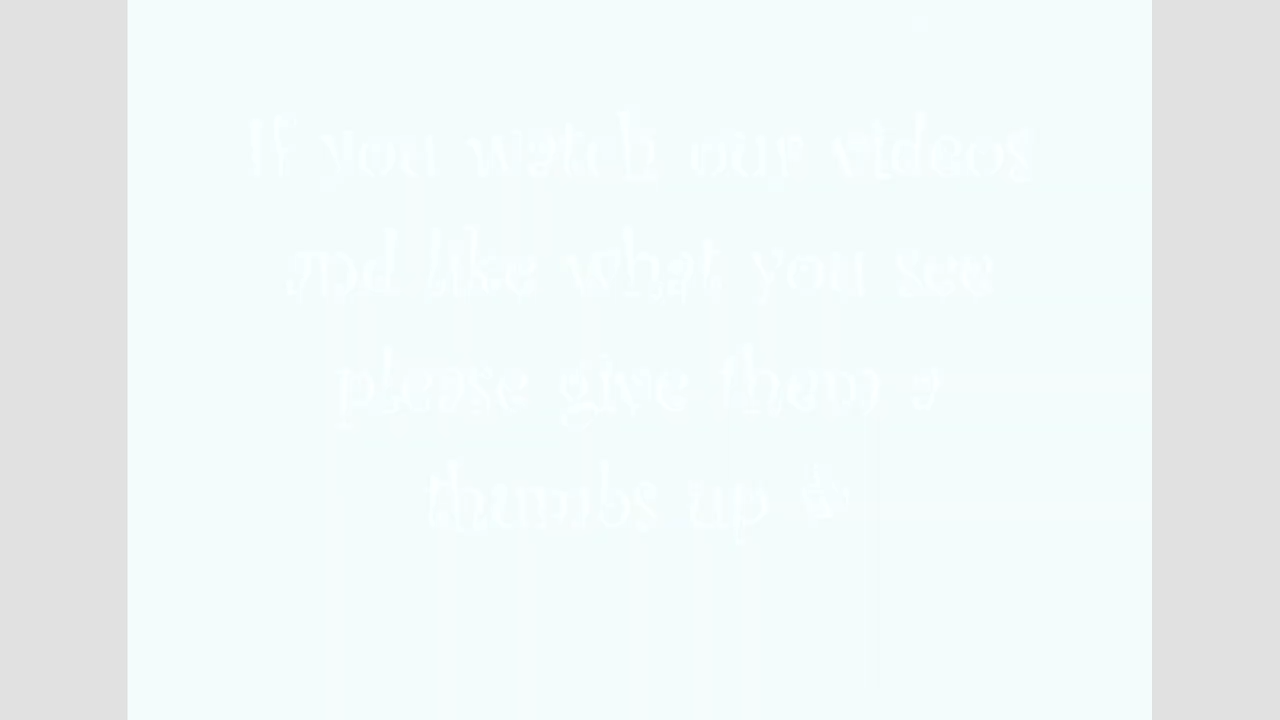 If you watch our videos
and like what you see
please give them a
thumbs up